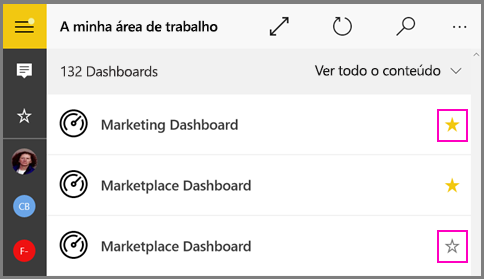 A minha área de trabalho
132 Dashboards
Ver todo o conteúdo
Marketing Dashboard
Marketplace Dashboard
CB
Marketplace Dashboard
F-